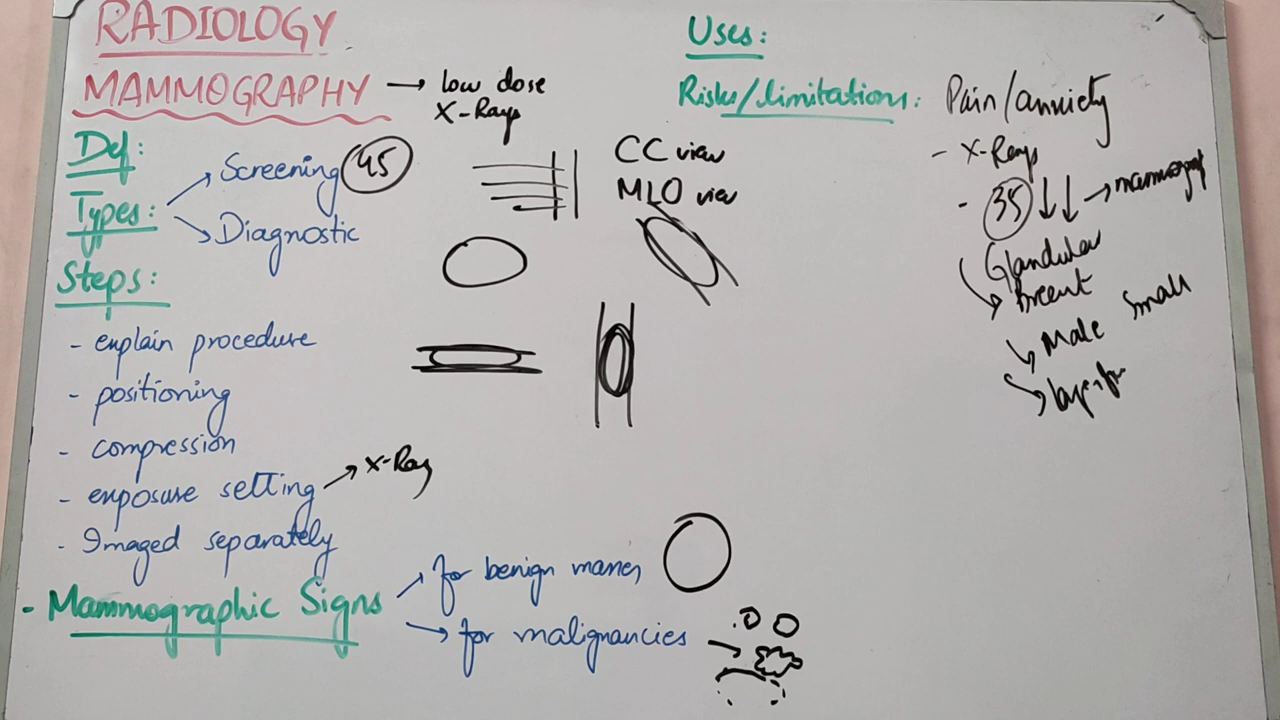 RADIOLOGY
MAMMOGRAPHY → low dose
X-Rays
Def:
Types:
Screening 45
Diagnostic
Steps:
- explain procedure
- positioning
- compression
- exposure setting → X-Ray
- Imaged separately
- Mammographic Signs
for benign masses
for malignancies
CC view
MLO view
Uses:
Risks/limitations: Pain/anxiety
- X-Rays
- 35 ↓↓ → mammograph
Glandular
Breast
Male Small